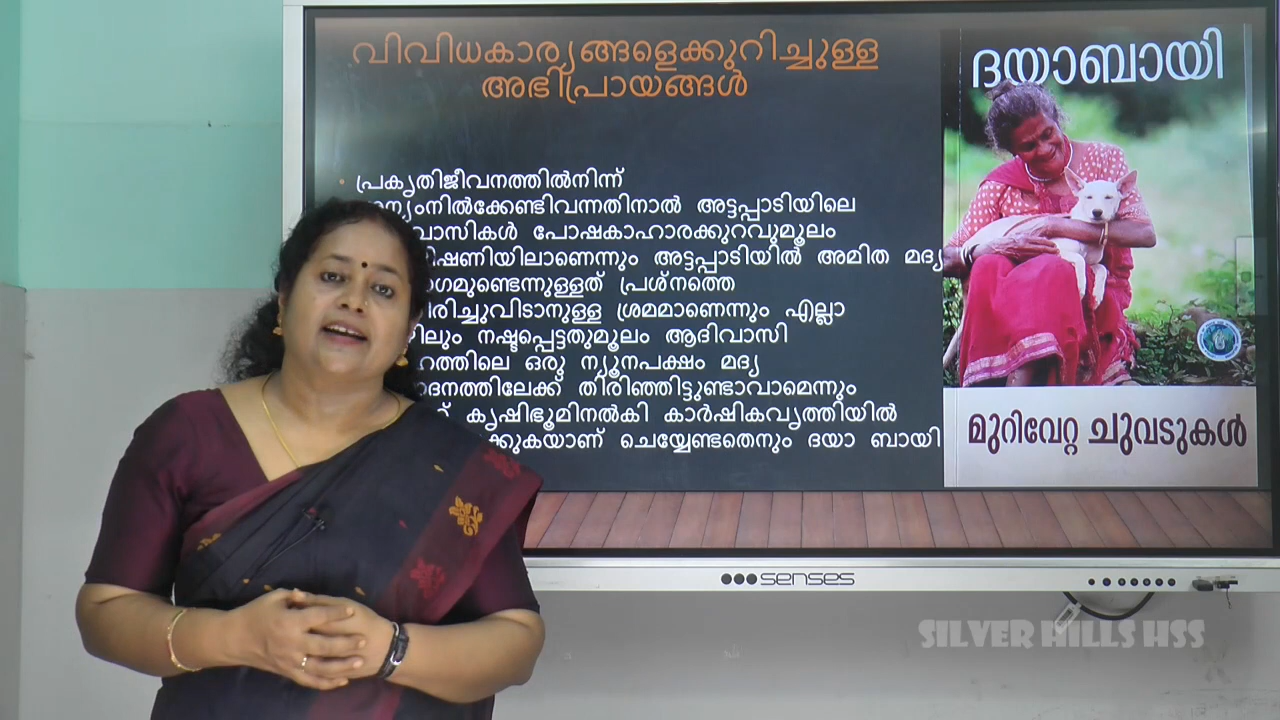 വിവിധകാര്യങ്ങളെക്കുറിച്ചുള്ള
അഭിപ്രായങ്ങൾ
ദയാബായി
പ്രകൃതിജീവനത്തിൽനിന്ന്
അട്ടപ്പാടിയിലെ
പോഷകാഹാരക്കുറവുമൂലം
അട്ടപ്പാടിയിൽ അമിത മദ്യ
പ്രശ്നത്തെ
ശ്രമമാണെന്നും എല്ലാ
നഷ്ടപ്പെട്ടതുമൂലം ആദിവാസി
ഒരു ന്യൂനപക്ഷം മദ്യ
തിരിഞ്ഞിട്ടുണ്ടാവാമെന്നും
കൃഷിഭൂമിനൽകി കാർഷികവൃത്തിയിൽ
ചെയ്യേണ്ടതെനും ദയാ ബായി
മുറിവേറ്റ ചുവടുകൾ
senses
SILVER HILLS HSS